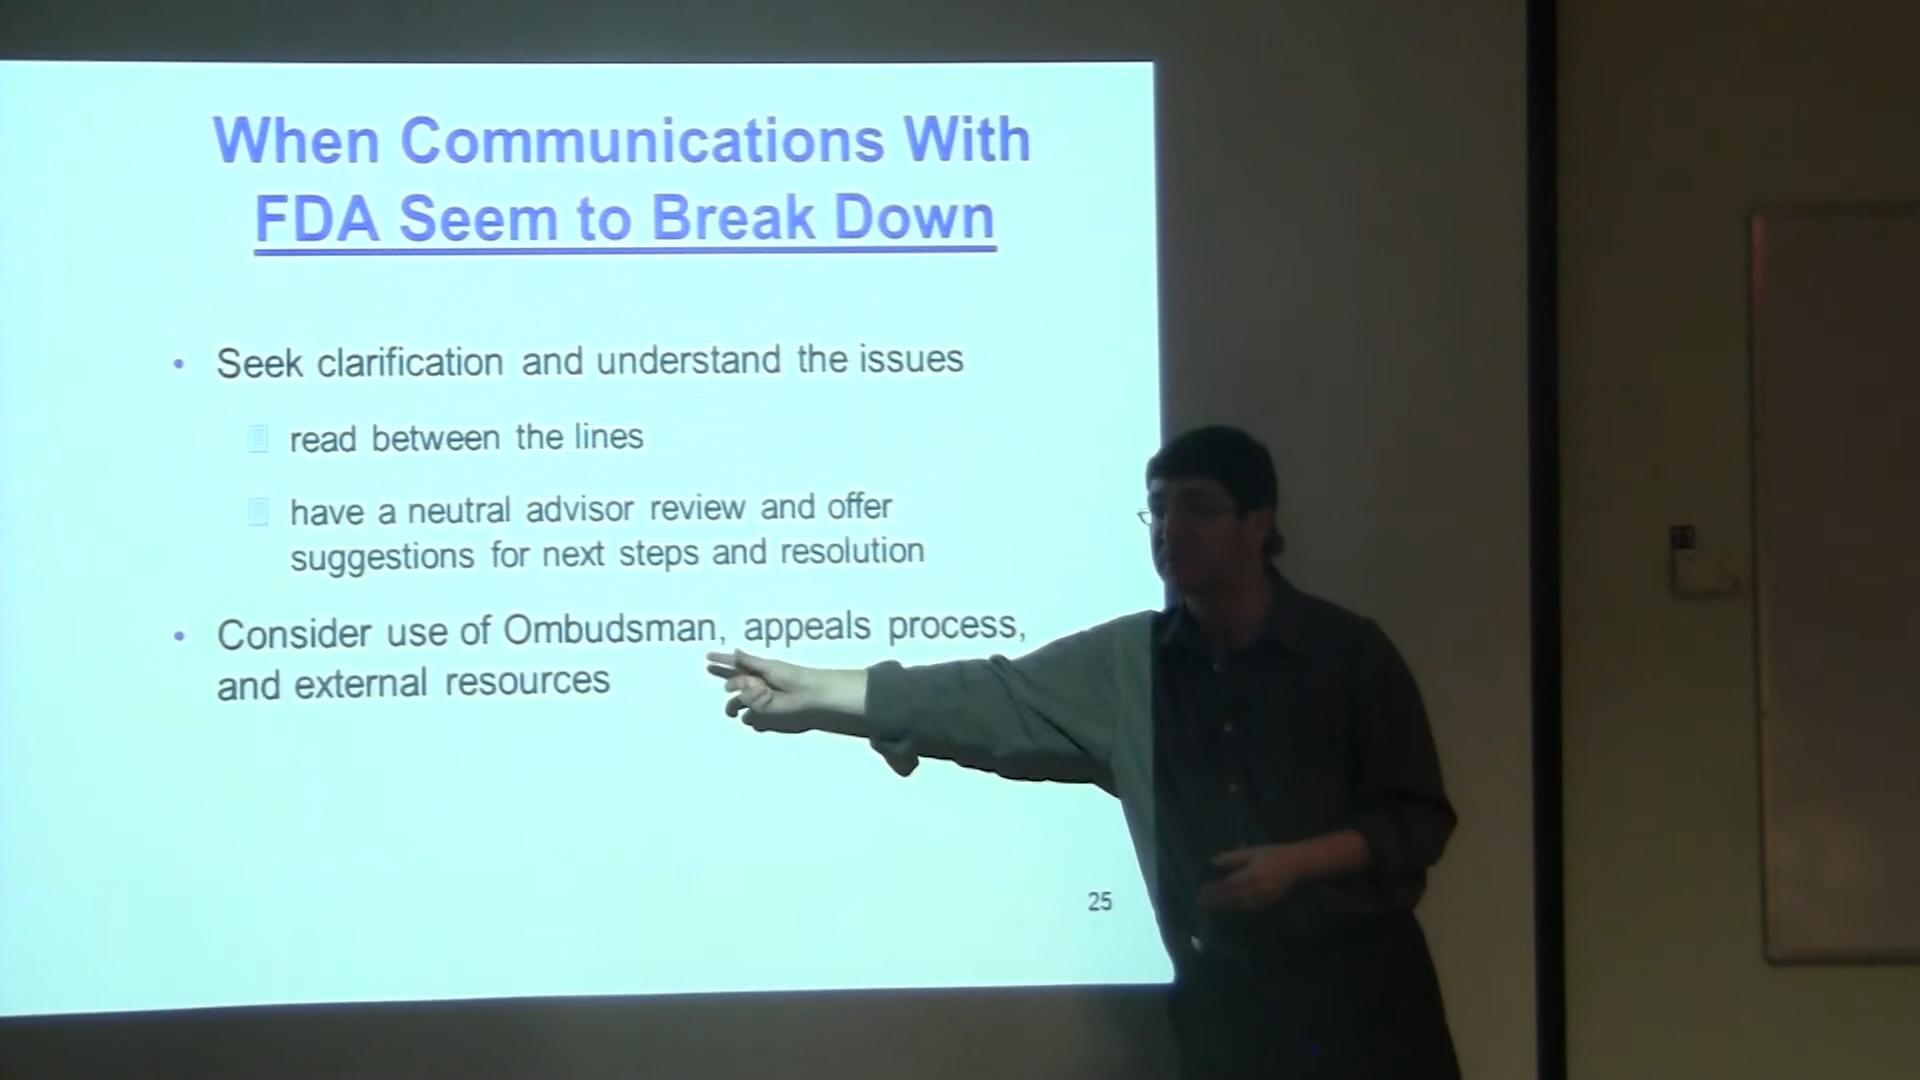 When Communications With
FDA Seem to Break Down
• Seek clarification and understand the issues
read between the lines
have a neutral advisor review and offer
suggestions for next steps and resolution
• Consider use of Ombudsman, appeals process,
and external resources
25